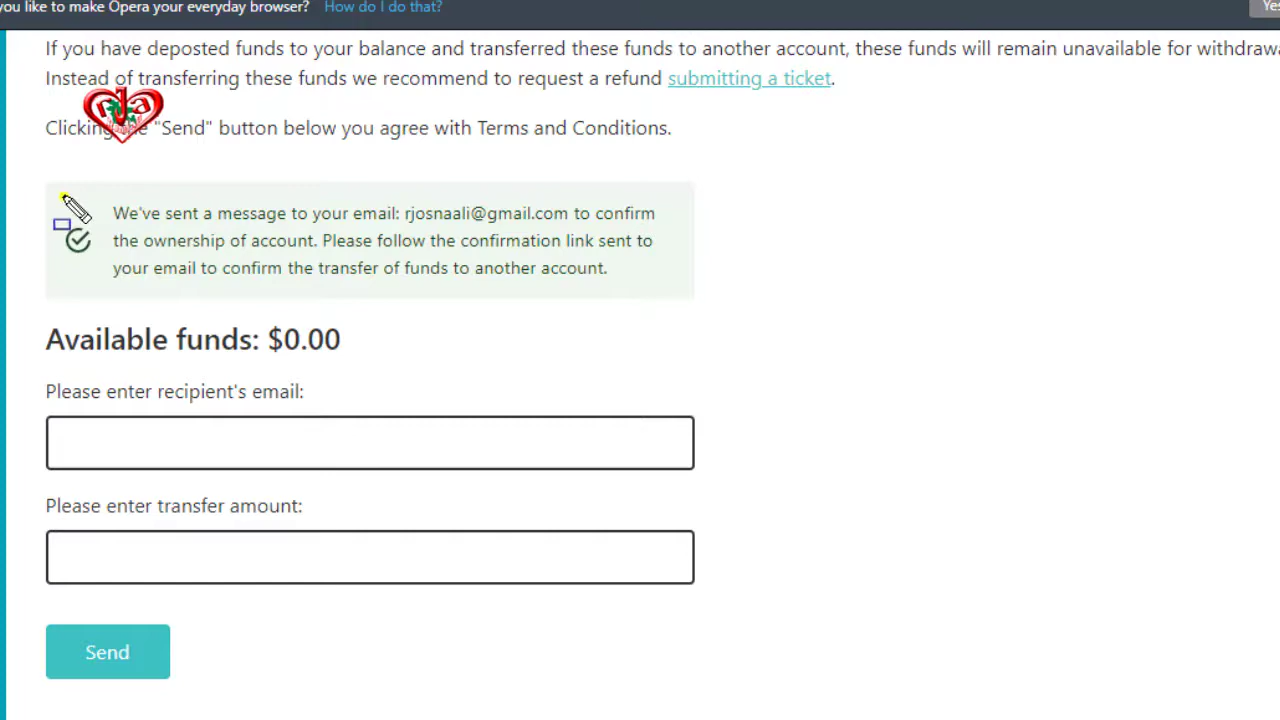 you like to make Opera your everyday browser? How do I do that? Yes
If you have deposted funds to your balance and transferred these funds to another account, these funds will remain unavailable for
Instead of transferring these funds we recommend to request a refund submitting a ticket.
Clicking the "Send" button below you agree with Terms and Conditions.
We've sent a message to your email: rjosnaali@gmail.com to confirm
the ownership of account. Please follow the confirmation link sent to
your email to confirm the transfer of funds to another account.
Available funds: $0.00
Please enter recipient's email:
Please enter transfer amount:
Send